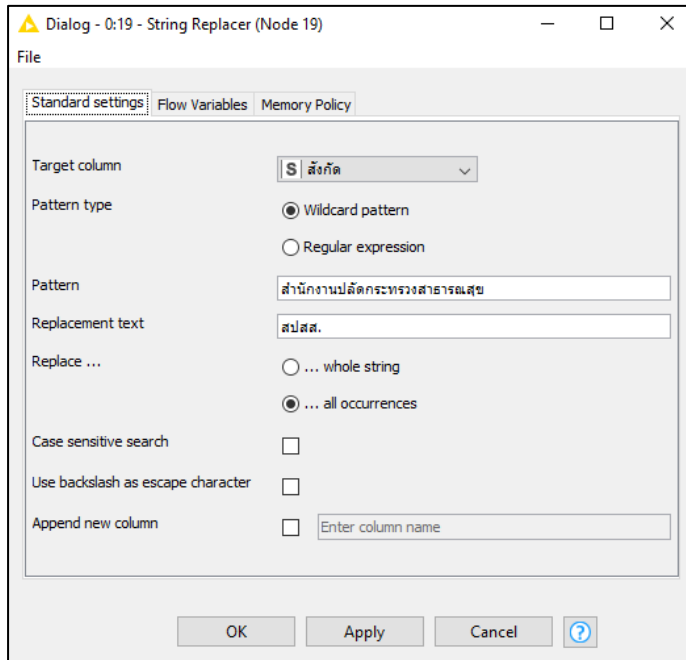 Dialog - 0:19 - String Replacer (Node 19)
File
Standard settings Flow Variables Memory Policy
Target column S สังกัด
Pattern type Wildcard pattern
Regular expression
Pattern สำนักงานปลัดกระทรวงสาธารณสุข
Replacement text สปสส.
Replace ... ... whole string
... all occurrences
Case sensitive search
Use backslash as escape character
Append new column Enter column name
OK Apply Cancel ?